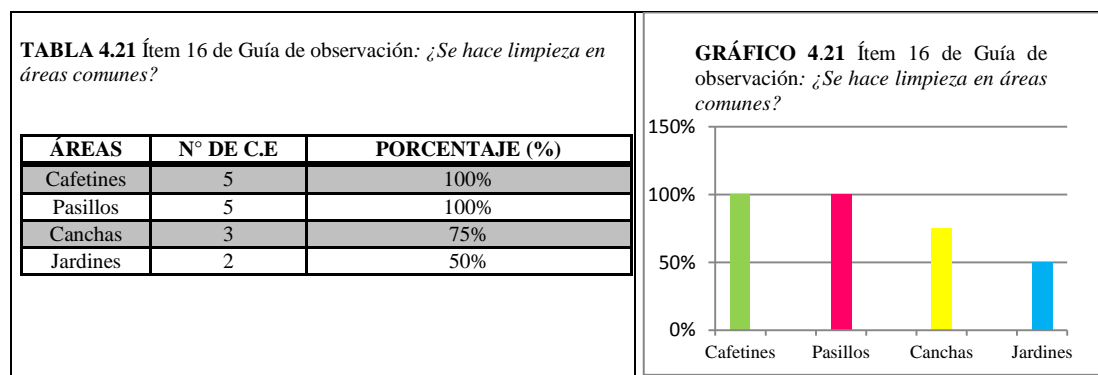 TABLA 4.21 Ítem 16 de Guía de observación: ¿Se hace limpieza en
áreas comunes?
ÁREAS N° DE C.E PORCENTAJE (%)
Cafetines 5 100%
Pasillos 5 100%
Canchas 3 75%
Jardines 2 50%
GRÁFICO 4.21 Ítem 16 de Guía de
observación: ¿Se hace limpieza en áreas
comunes?
150%
100%
50%
0%
Cafetines Pasillos Canchas Jardines